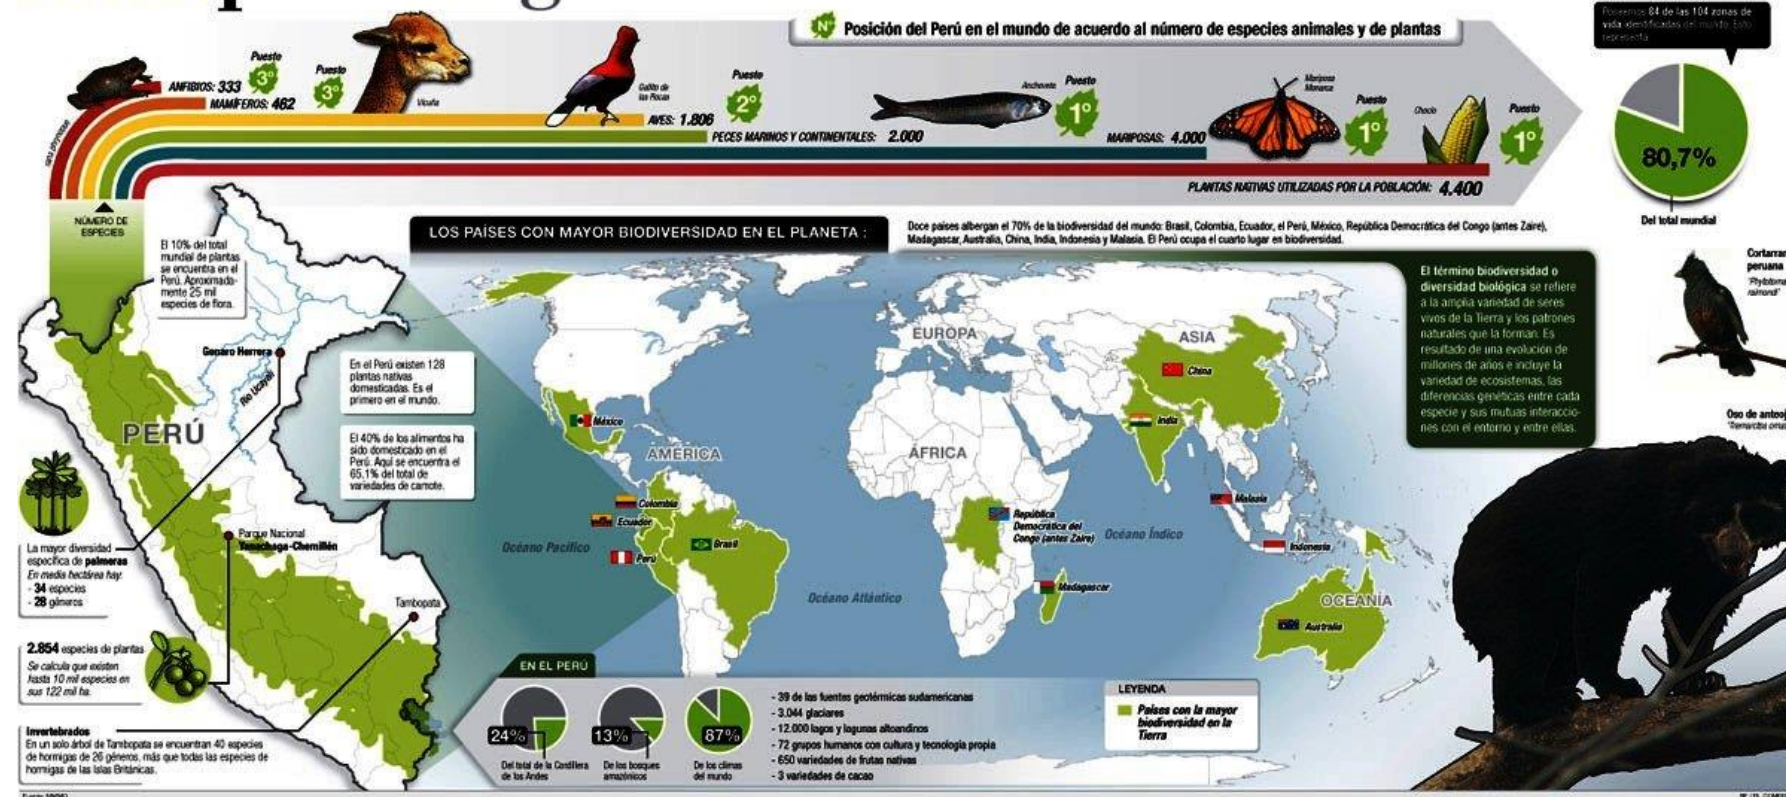 Nº Posición del Perú en el mundo de acuerdo al número de especies animales y de plantas
84 de las 104 zonas de
80,7%
Del total mundial
ANFIBIOS: 333
Puesto
3º
MAMÍFEROS: 462
Puesto
3º
Vicuña
Gallito de
las Rocas
AVES: 1.806
Puesto
2º
PECES MARINOS Y CONTINENTALES: 2.000
Anchoveta
Puesto
1º
MARIPOSAS: 4.000
Mariposa
Monarca
Puesto
1º
Choclo
Puesto
1º
PLANTAS NATIVAS UTILIZADAS POR LA POBLACIÓN: 4.400
NÚMERO DE
ESPECIES
El 10% del total
mundial de plantas
se encuentra en el
Perú. Aproximada-
mente 25 mil
especies de flora.
Genaro Herrera
Río Ucayali
PERÚ
En el Perú existen 128
plantas nativas
domesticadas. Es el
primero en el mundo.
El 40% de los alimentos ha
sido domesticado en el
Perú. Aquí se encuentra el
65,1% del total de
variedades de camote.
La mayor diversidad
específica de palmeras
En media hectárea hay:
- 34 especies
- 28 géneros
Parque Nacional
Yanachaga-Chemillén
Tambopata
2.854 especies de plantas
Se calcula que existen
hasta 10 mil especies en
sus 122 mil ha.
Invertebrados
En un solo árbol de Tambopata se encuentran 40 especies
de hormigas de 26 géneros, más que todas las especies de
hormigas de las Islas Británicas.
LOS PAÍSES CON MAYOR BIODIVERSIDAD EN EL PLANETA :
Doce países albergan el 70% de la biodiversidad del mundo: Brasil, Colombia, Ecuador, el Perú, México, República Democrática del Congo (antes Zaire),
Madagascar, Australia, China, India, Indonesia y Malasia. El Perú ocupa el cuarto lugar en biodiversidad.
El término biodiversidad o
diversidad biológica se refiere
a la amplia variedad de seres
vivos de la Tierra y los patrones
naturales que la forman. Es
resultado de una evolución de
millones de años e incluye la
variedad de ecosistemas, las
diferencias genéticas entre cada
especie y sus mutuas interaccio-
nes con el entorno y entre ellas.
EUROPA
ASIA
China
India
México
AMÉRICA
ÁFRICA
Colombia
Ecuador
Perú
Brasil
República
Democrática del
Congo (antes Zaire)
Malasia
Indonesia
Madagascar
Océano Pacífico
Océano Atlántico
Océano Índico
OCEANÍA
Australia
EN EL PERÚ
24%
Del total de la Cordillera
de los Andes
13%
De los bosques
amazónicos
87%
De los climas
del mundo
- 39 de las fuentes geotérmicas sudamericanas
- 3.044 glaciares
- 12.000 lagos y lagunas altoandinos
- 72 grupos humanos con cultura y tecnología propia
- 650 variedades de frutas nativas
- 3 variedades de cacao
LEYENDA
Países con la mayor
biodiversidad en la
Tierra
peruana